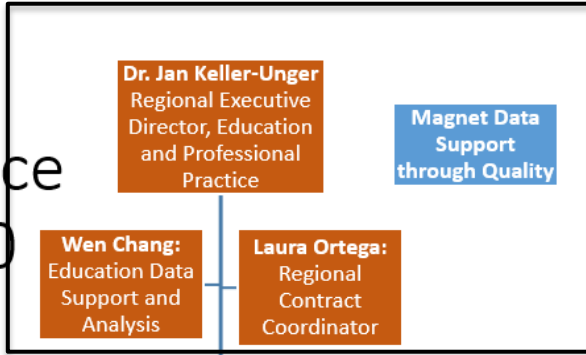 Dr. Jan Keller-Unger
Regional Executive
Director, Education
and Professional
Practice
Magnet Data
Support
through Quality
ce
Wen Chang:
Education Data
Support and
Analysis
Laura Ortega:
Regional
Contract
Coordinator